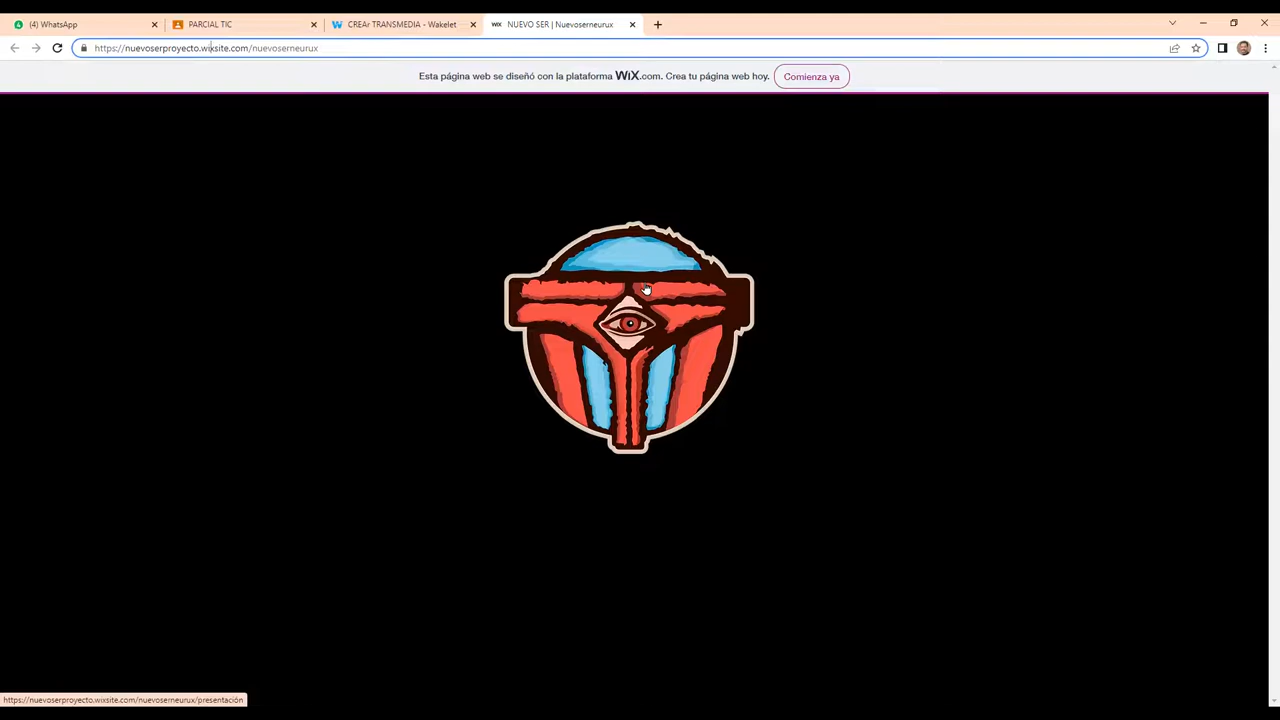 (4) WhatsApp
PARCIAL TIC
CREAr TRANSMEDIA - Wakelet
WIX NUEVO SER | Nuevoserneurux
https://nuevoserproyecto.wixsite.com/nuevoserneurux
Esta página web se diseñó con la plataforma WiX.com. Crea tu página web hoy. Comienza ya
https://nuevoserproyecto.wixsite.com/nuevoserneurux/presentación